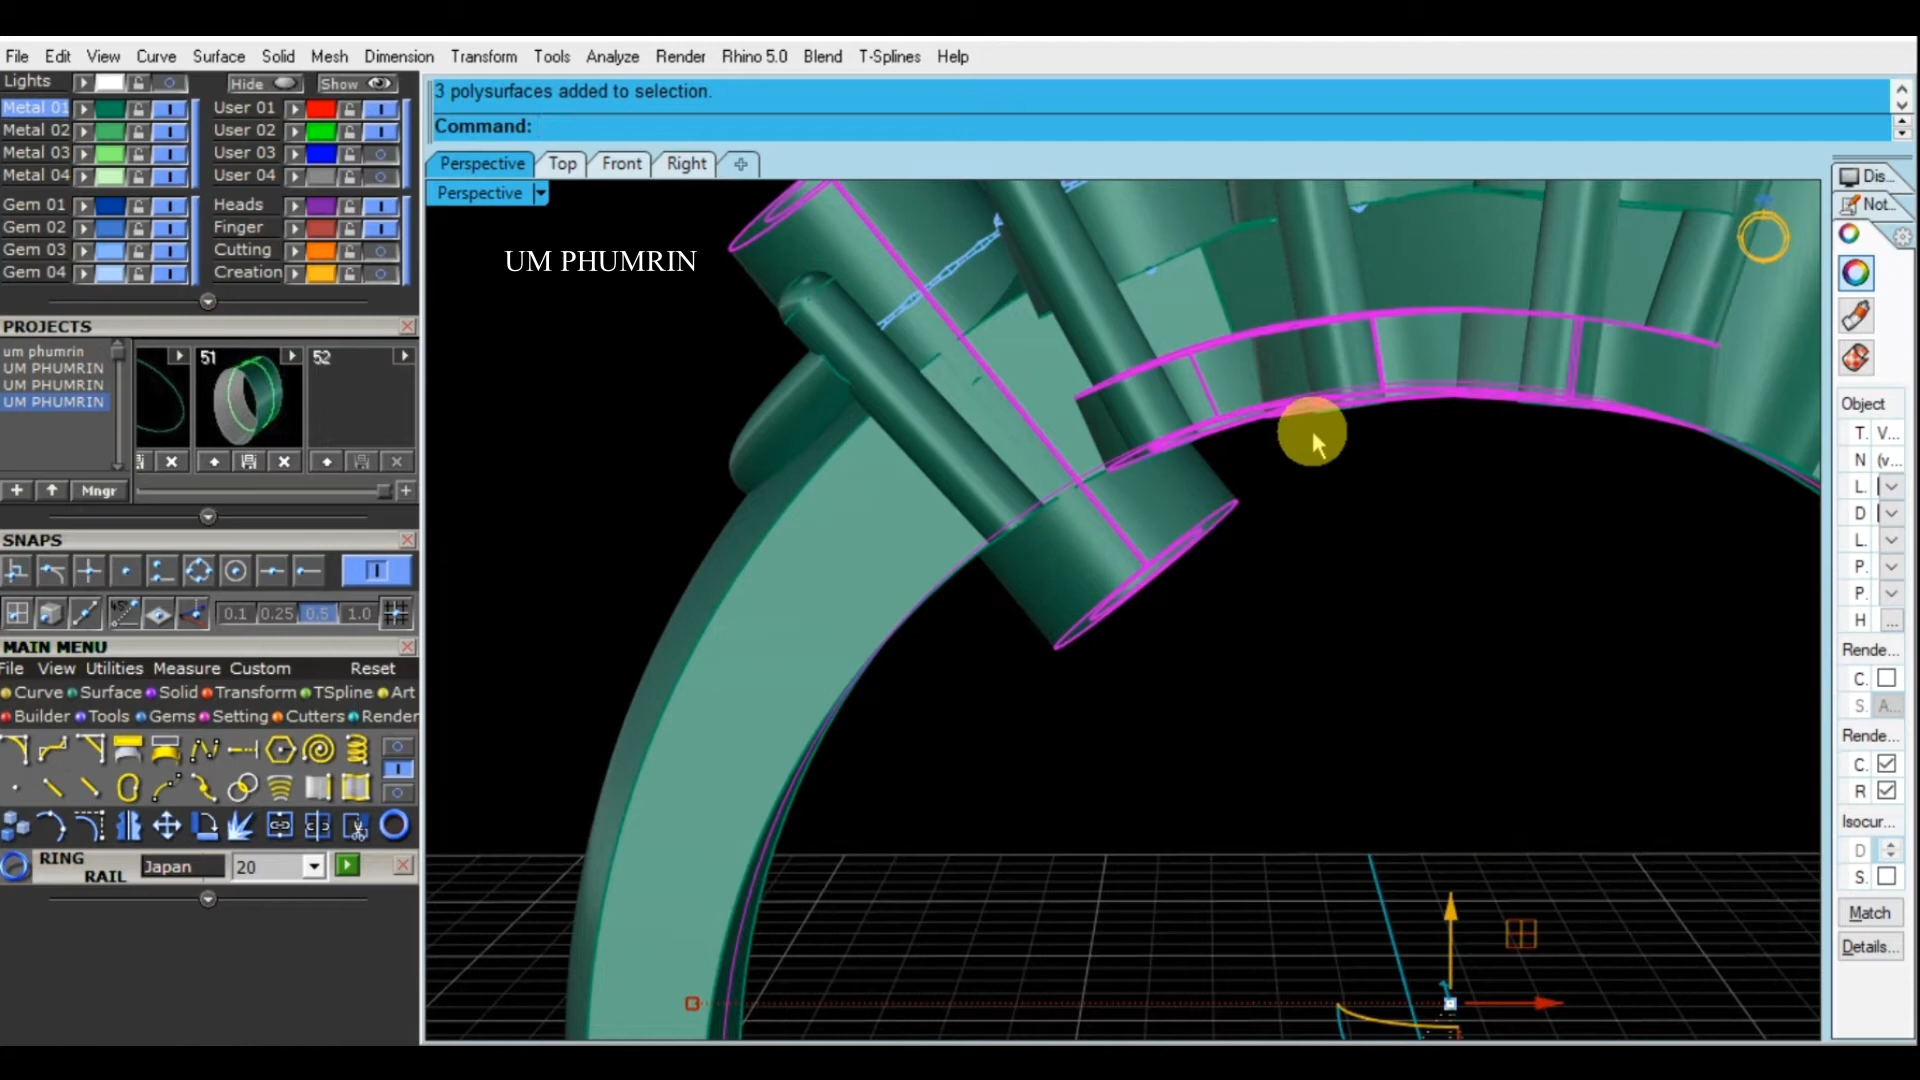 File Edit View Curve Surface Solid Mesh Dimension Transform Tools Analyze Render Rhino 5.0 Blend T-Splines Help
Lights Hide Show
Metal 01 User 01
Metal 02 User 02
Metal 03 User 03
Metal 04 User 04
Gem 01 Heads
Gem 02 Finger
Gem 03 Cutting
Gem 04 Creation
3 polysurfaces added to selection.
Command:
Perspective Top Front Right
Perspective
UM PHUMRIN
PROJECTS
um phumrin
UM PHUMRIN
UM PHUMRIN
UM PHUMRIN
51 52
Mngr
SNAPS
0.1 0.25 0.5 1.0
MAIN MENU
File View Utilities Measure Custom Reset
Curve Surface Solid Transform TSpline Art
Builder Tools Gems Setting Cutters Render
RING RAIL Japan 20
Dis...
Not...
Object
T. V...
N (v...
L.
D
L.
P.
P.
H ...
Rende...
C.
S. A...
Rende...
C.
R
Isocur...
D
S.
Match
Details...